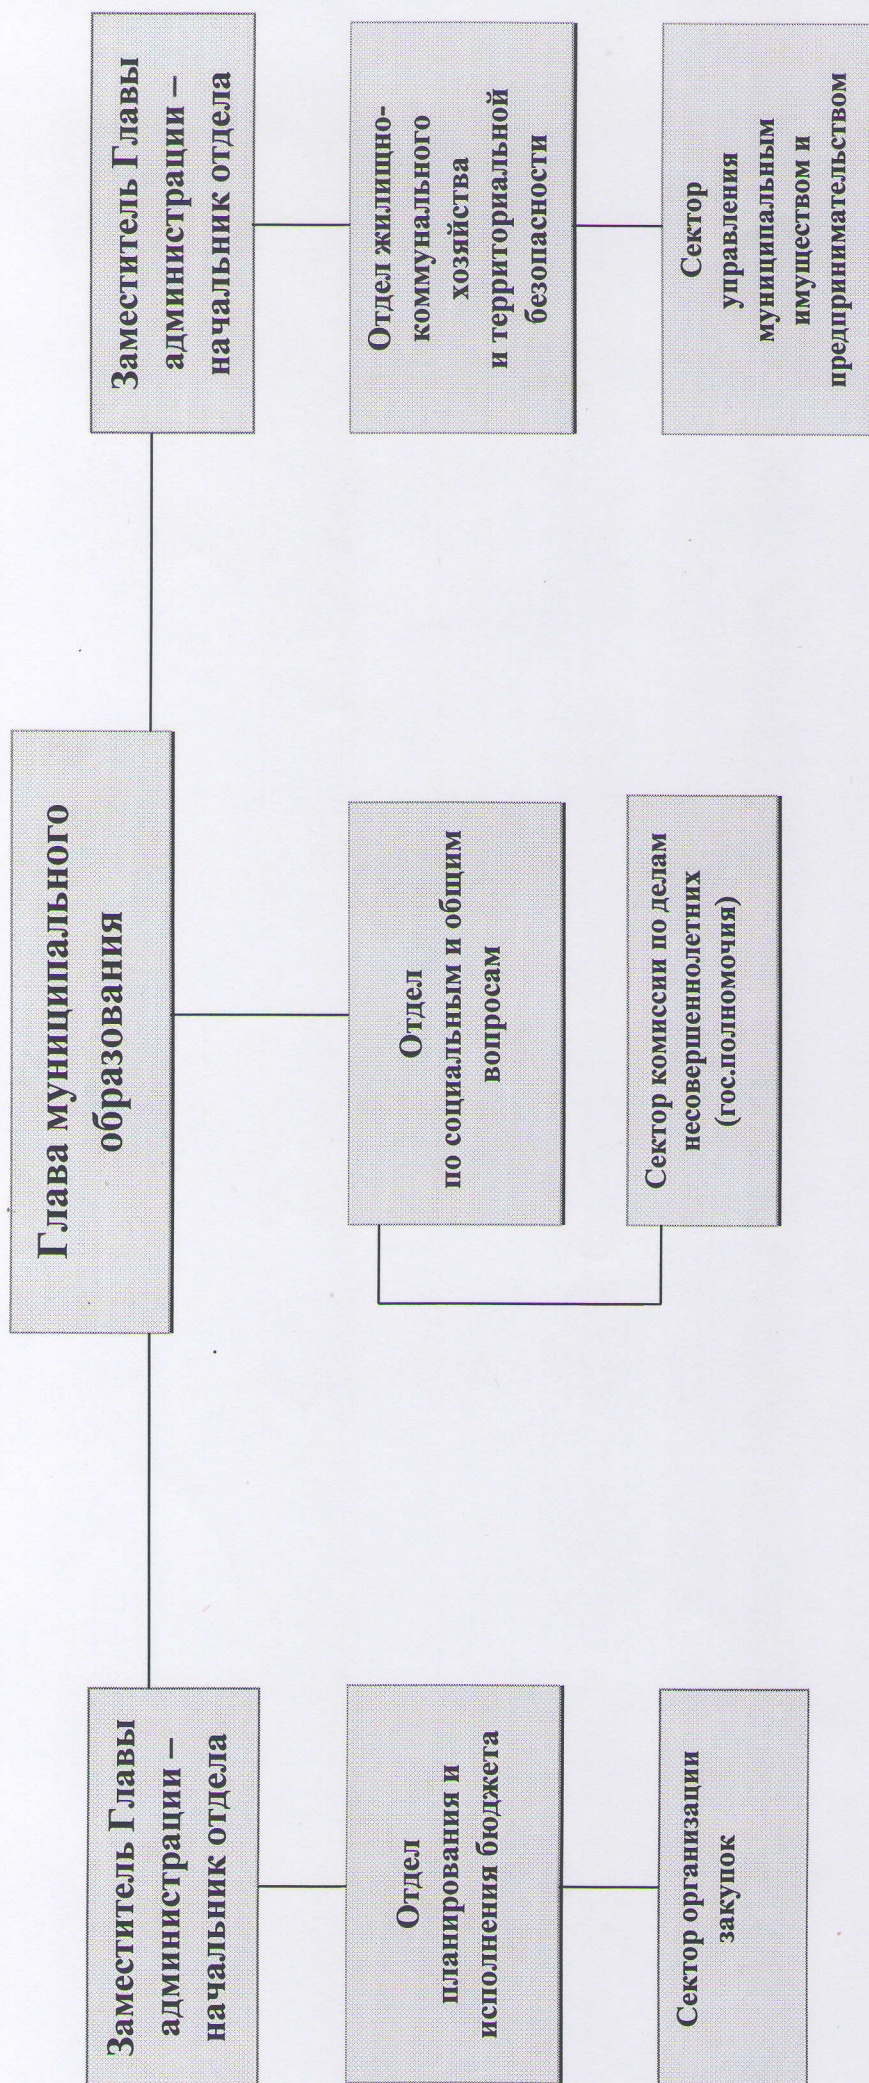 Глава муниципального
образования
Заместитель Главы
администрации –
начальник отдела
Отдел
планирования и
исполнения бюджета
Сектор организации
закупок
Отдел
по социальным и общим
вопросам
Сектор комиссии по делам
несовершеннолетних
(гос.полномочия)
Заместитель Главы
администрации –
начальник отдела
Отдел жилищно-
коммунального
хозяйства
и территориальной
безопасности
Сектор
управления
муниципальным
имуществом и
предпринимательством